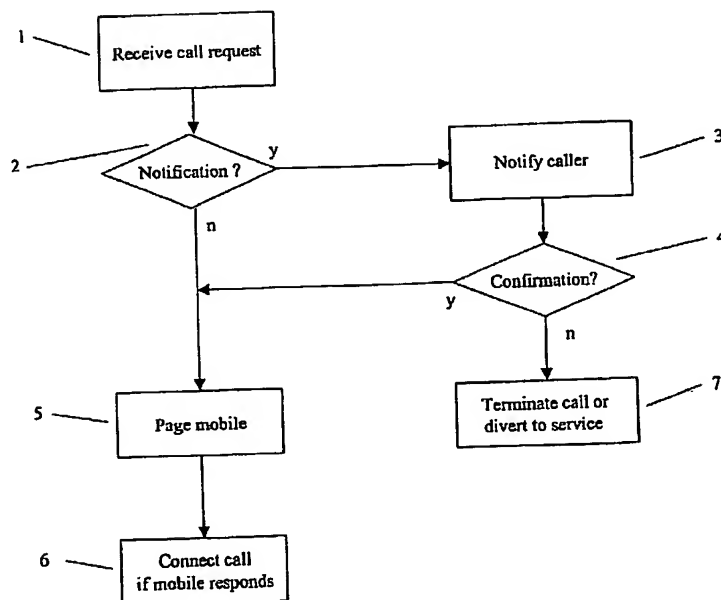 1
Receive call request
2
Notification ?
y
n
3
Notify caller
4
Confirmation?
y
n
5
Page mobile
7
Terminate call or
divert to service
6
Connect call
if mobile responds